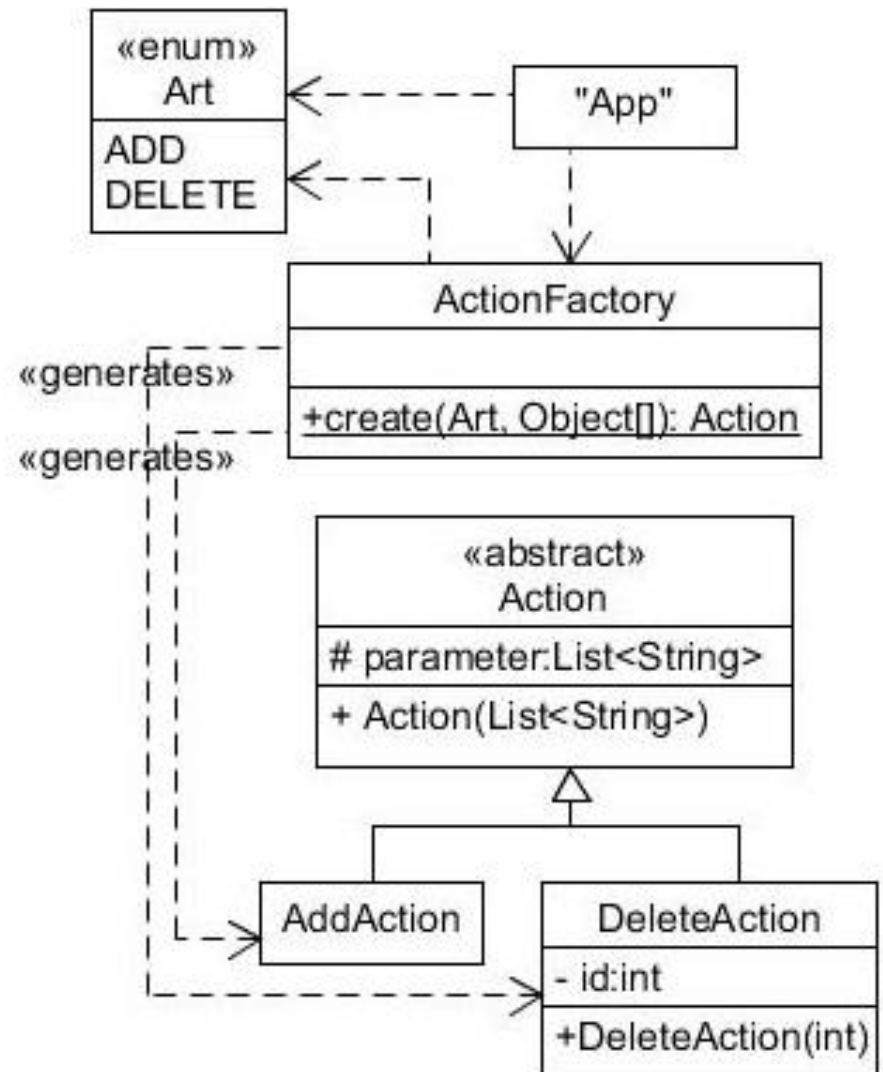 «enum»
Art
ADD
DELETE
"App"
ActionFactory
+create(Art, Object[]): Action
«generates»
«generates»
«abstract»
Action
# parameter:List<String>
+ Action(List<String>)
AddAction
DeleteAction
- id:int
+DeleteAction(int)